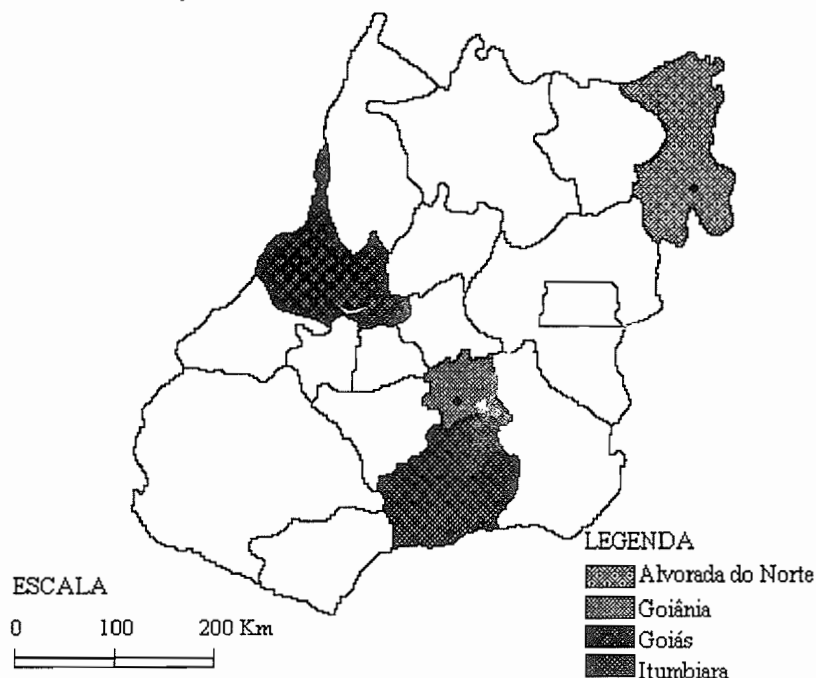 LEGENDA
Alvorada do Norte
Goiânia
Goiás
Itumbiara
ESCALA
0 100 200 Km